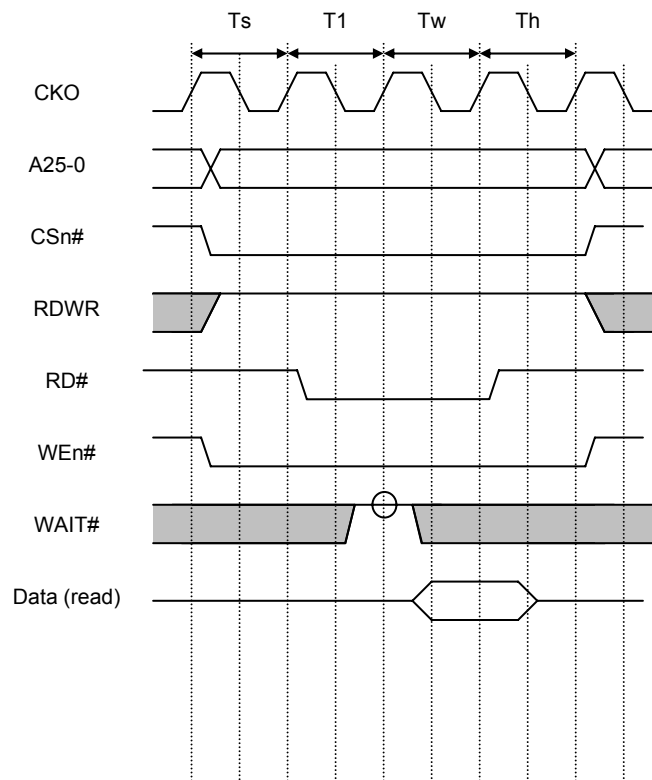 Ts T1 Tw Th
CKO
A25-0
CSn#
RDWR
RD#
WEn#
WAIT#
Data (read)